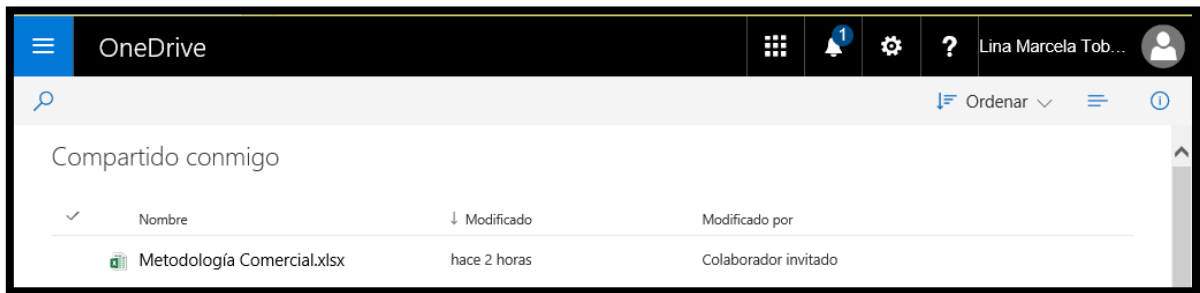 OneDrive 1 ? Lina Marcela Tob...
Ordenar
Compartido conmigo
Nombre ↓ Modificado Modificado por
Metodología Comercial.xlsx hace 2 horas Colaborador invitado